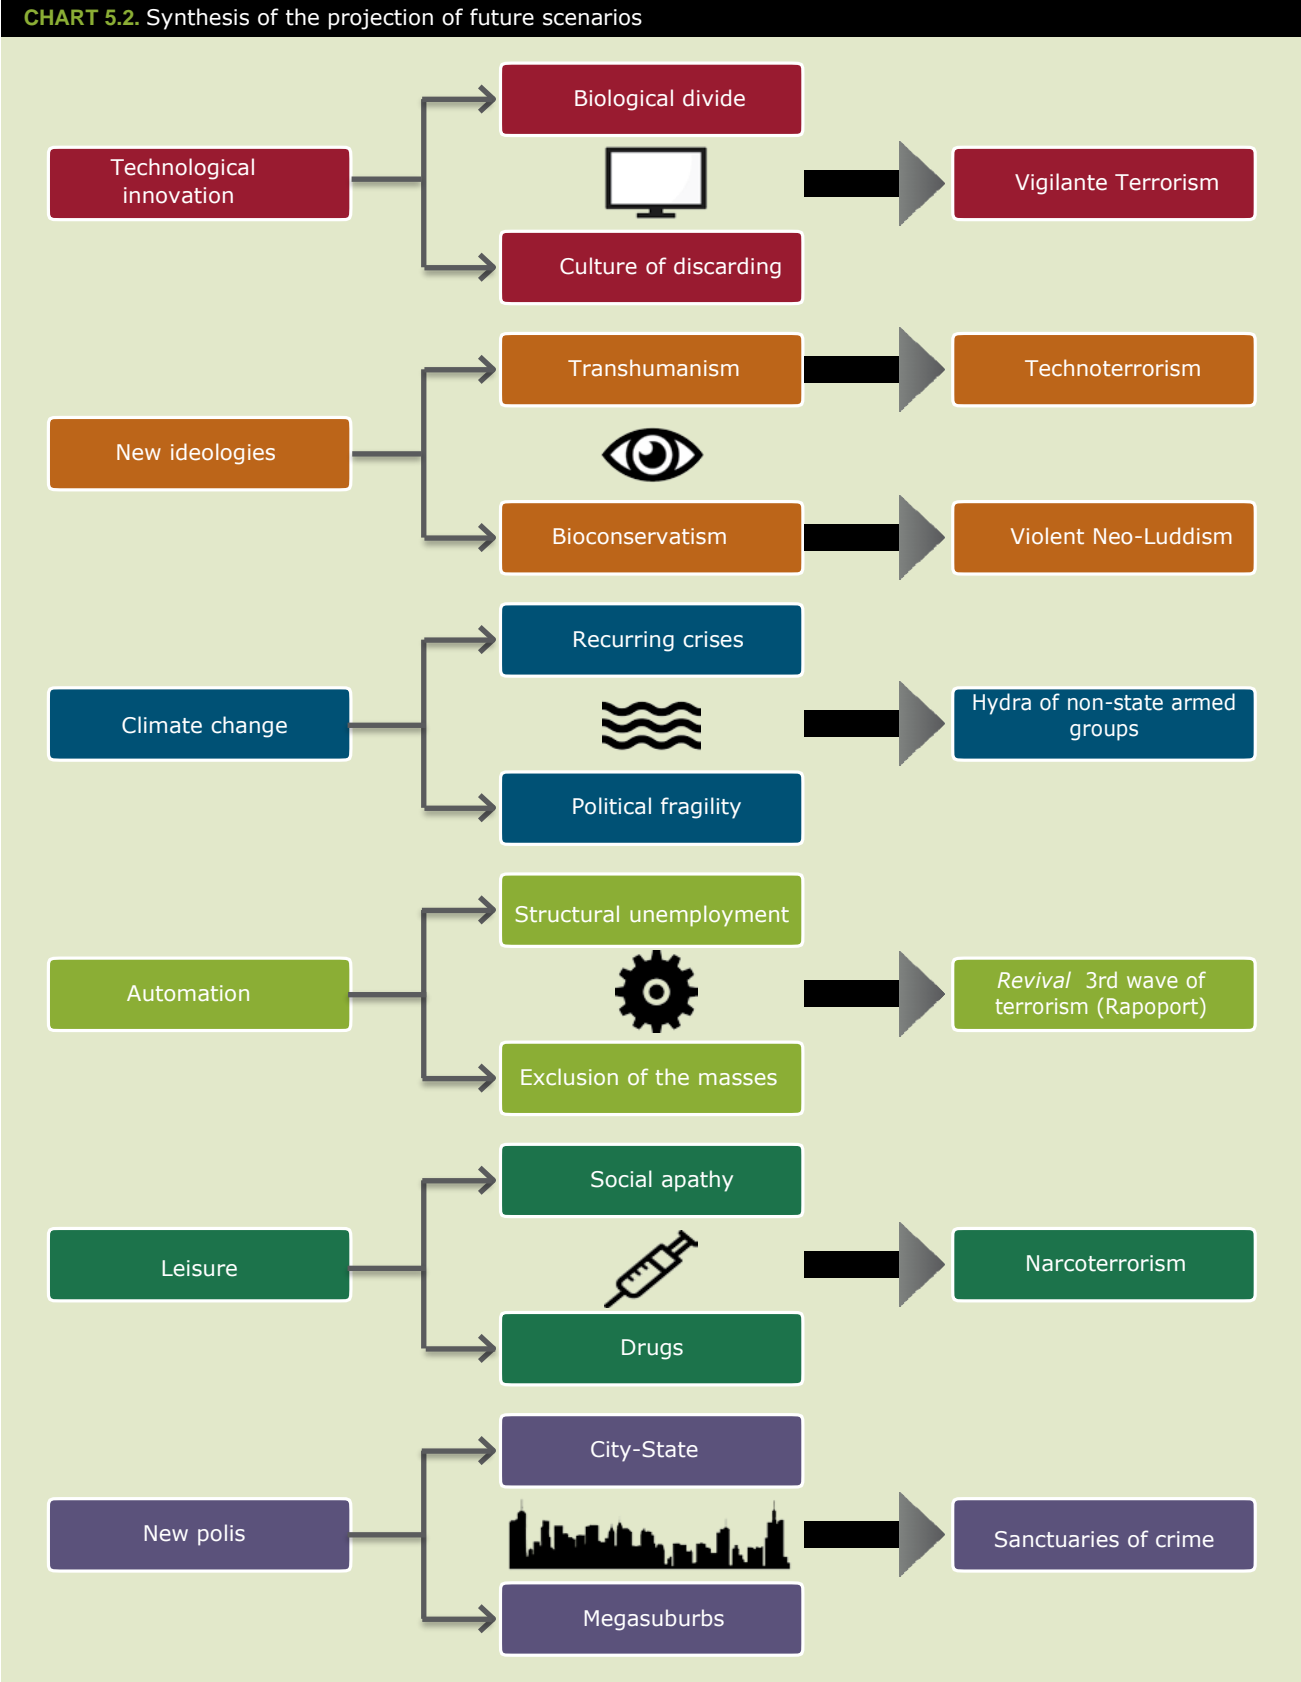 CHART 5.2. Synthesis of the projection of future scenarios
Technological
innovation
Biological divide
Culture of discarding
Vigilante Terrorism
New ideologies
Transhumanism
Technoterrorism
Bioconservatism
Violent Neo-Luddism
Climate change
Recurring crises
Political fragility
Hydra of non-state armed
groups
Automation
Structural unemployment
Exclusion of the masses
Revival 3rd wave of
terrorism (Rapoport)
Leisure
Social apathy
Drugs
Narcoterrorism
New polis
City-State
Megasuburbs
Sanctuaries of crime